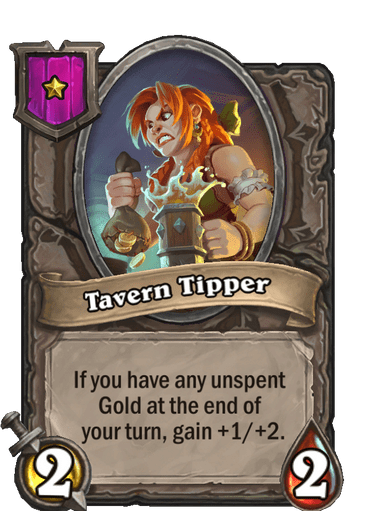 Tavern Tipper
If you have any unspent
Gold at the end of
your turn, gain +1/+2.
2
2